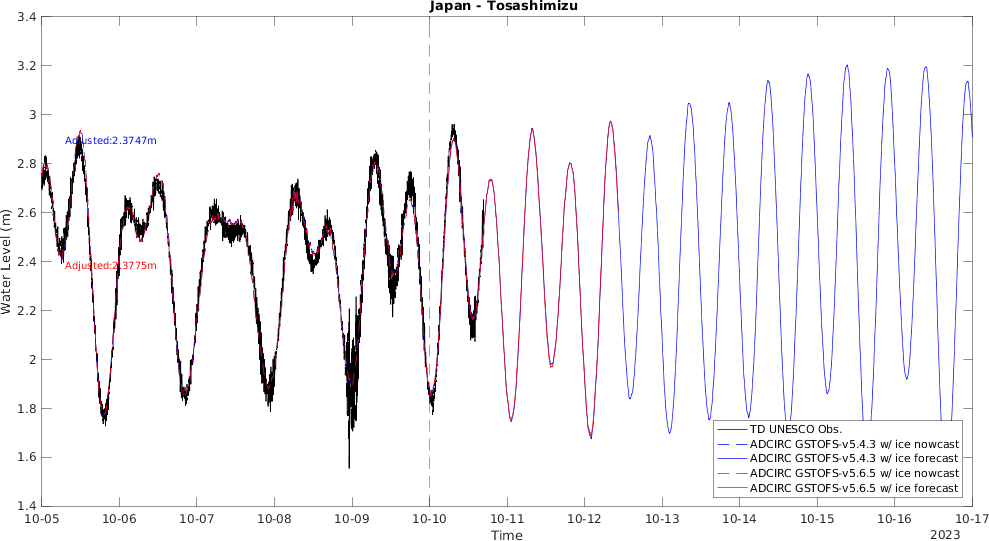 Japan - Tosashimizu
Water Level (m)
3.4
3.2
3
2.8
2.6
2.4
2.2
2
1.8
1.6
1.4
Adjusted:2.3747m
Adjusted:2.3775m
TD UNESCO Obs.
ADCIRC GSTOFS-v5.4.3 w/ ice nowcast
ADCIRC GSTOFS-v5.4.3 w/ ice forecast
ADCIRC GSTOFS-v5.6.5 w/ ice nowcast
ADCIRC GSTOFS-v5.6.5 w/ ice forecast
10-05 10-06 10-07 10-08 10-09 10-10 10-11 10-12 10-13 10-14 10-15 10-16 10-17
Time
2023